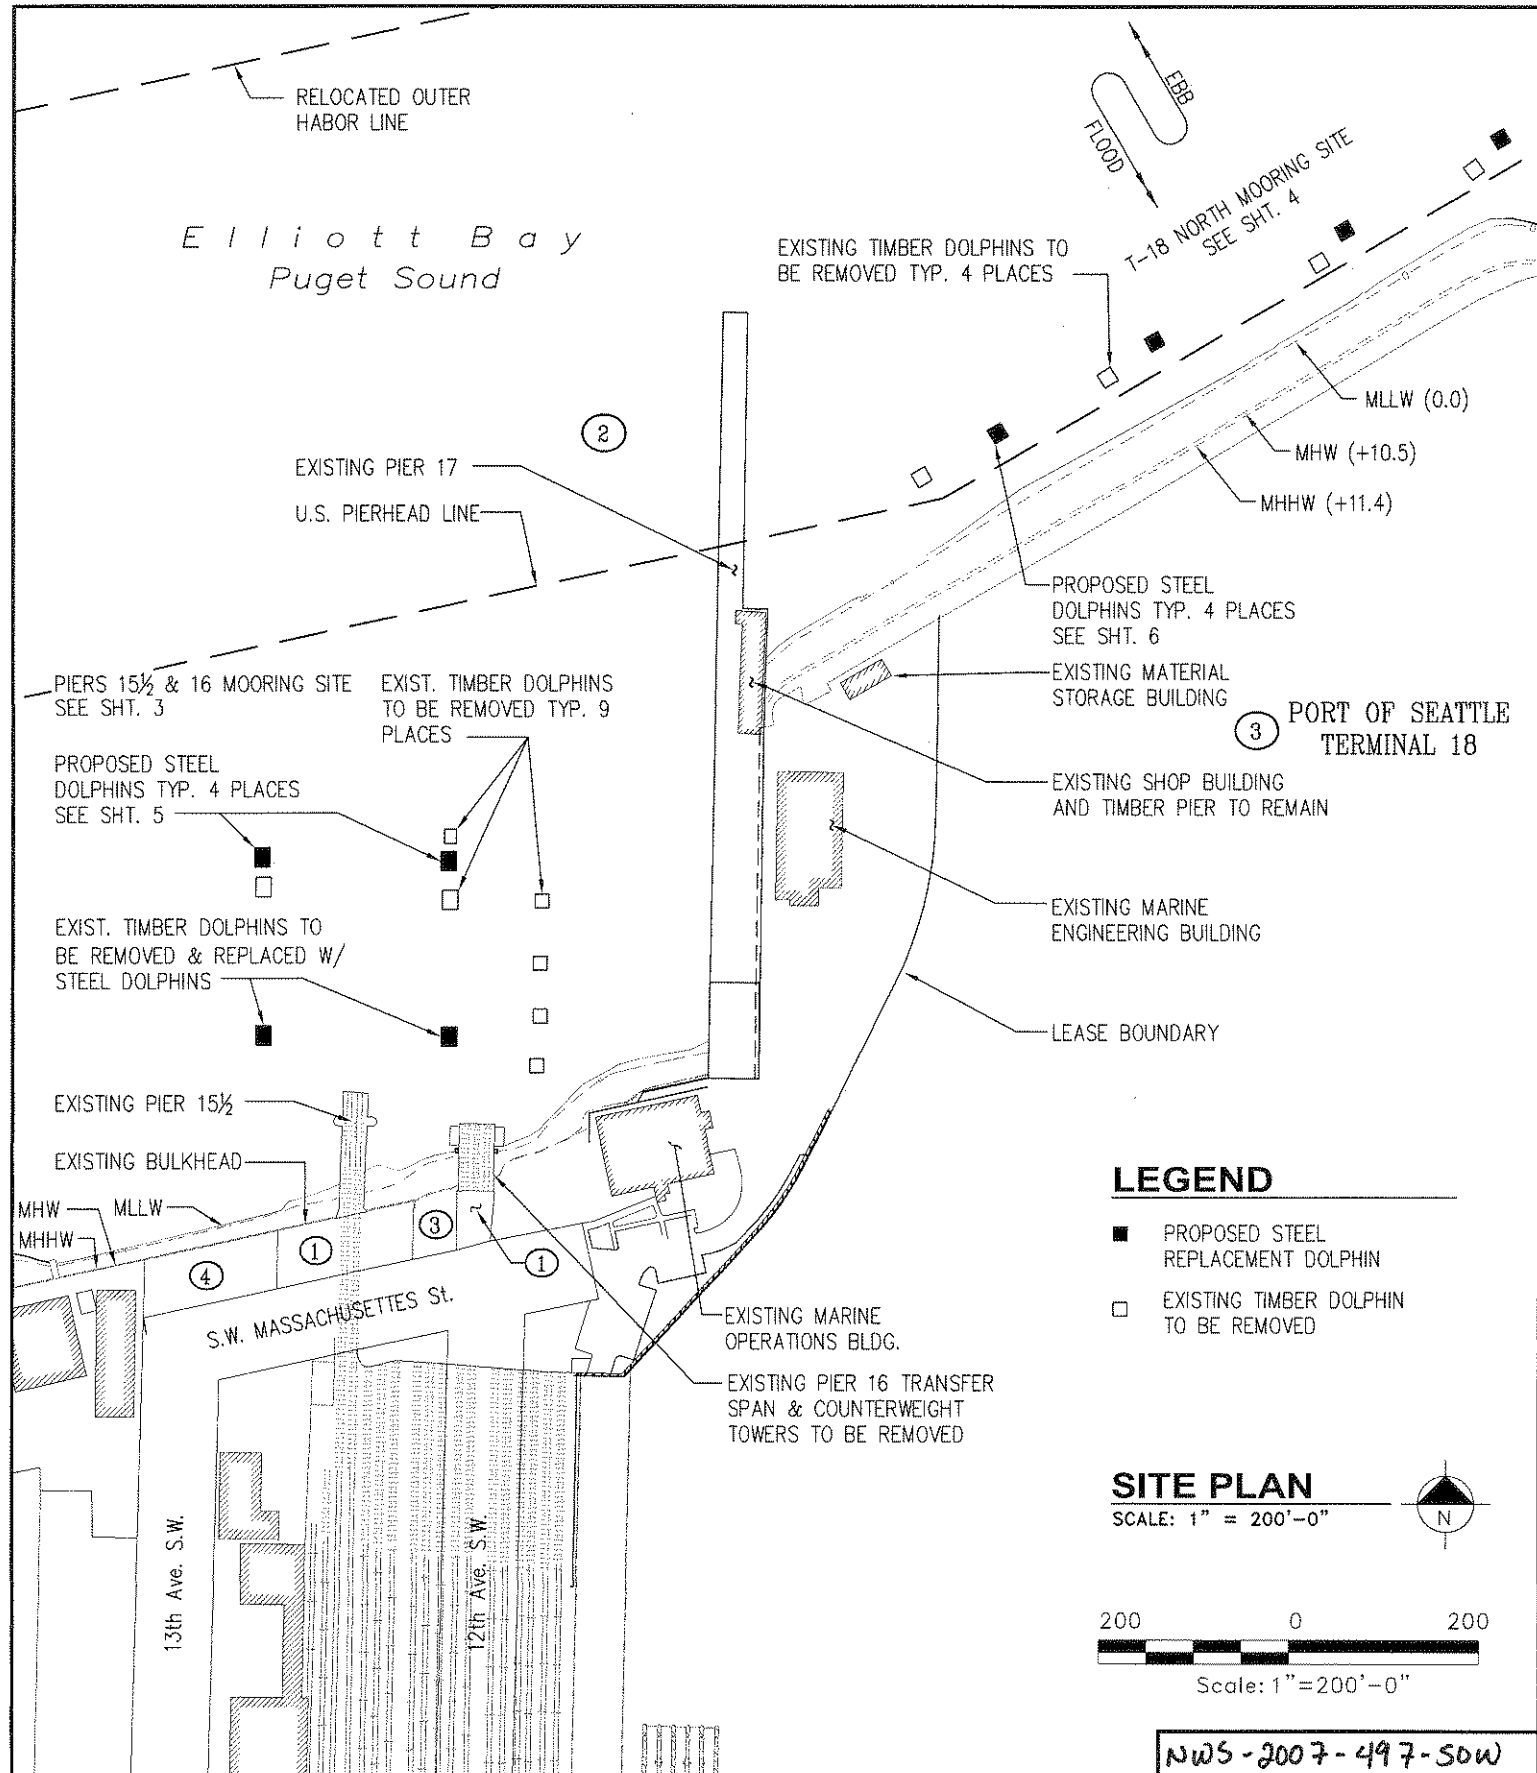 RELOCATED OUTER
HABOR LINE
EBB
FLOOD
T-18 NORTH MOORING SITE
SEE SHT. 4
Elliott Bay
Puget Sound
EXISTING TIMBER DOLPHINS TO
BE REMOVED TYP. 4 PLACES
MLLW (0.0)
MHW (+10.5)
MHHW (+11.4)
2
EXISTING PIER 17
U.S. PIERHEAD LINE
PROPOSED STEEL
DOLPHINS TYP. 4 PLACES
SEE SHT. 6
EXISTING MATERIAL
STORAGE BUILDING
3 PORT OF SEATTLE
TERMINAL 18
PIERS 15½ & 16 MOORING SITE
SEE SHT. 3
EXIST. TIMBER DOLPHINS
TO BE REMOVED TYP. 9
PLACES
PROPOSED STEEL
DOLPHINS TYP. 4 PLACES
SEE SHT. 5
EXISTING SHOP BUILDING
AND TIMBER PIER TO REMAIN
EXISTING MARINE
ENGINEERING BUILDING
EXIST. TIMBER DOLPHINS TO
BE REMOVED & REPLACED W/
STEEL DOLPHINS
LEASE BOUNDARY
EXISTING PIER 15½
EXISTING BULKHEAD
MHW
MLLW
MHHW
4
1
3
1
S.W. MASSACHUSETTES St.
EXISTING MARINE
OPERATIONS BLDG.
EXISTING PIER 16 TRANSFER
SPAN & COUNTERWEIGHT
TOWERS TO BE REMOVED
13th Ave. S.W.
12th Ave. S.W.
LEGEND
PROPOSED STEEL
REPLACEMENT DOLPHIN
EXISTING TIMBER DOLPHIN
TO BE REMOVED
SITE PLAN
SCALE: 1" = 200'-0"
N
200 0 200
Scale: 1"=200'-0"
NWS-2007-497-SOW